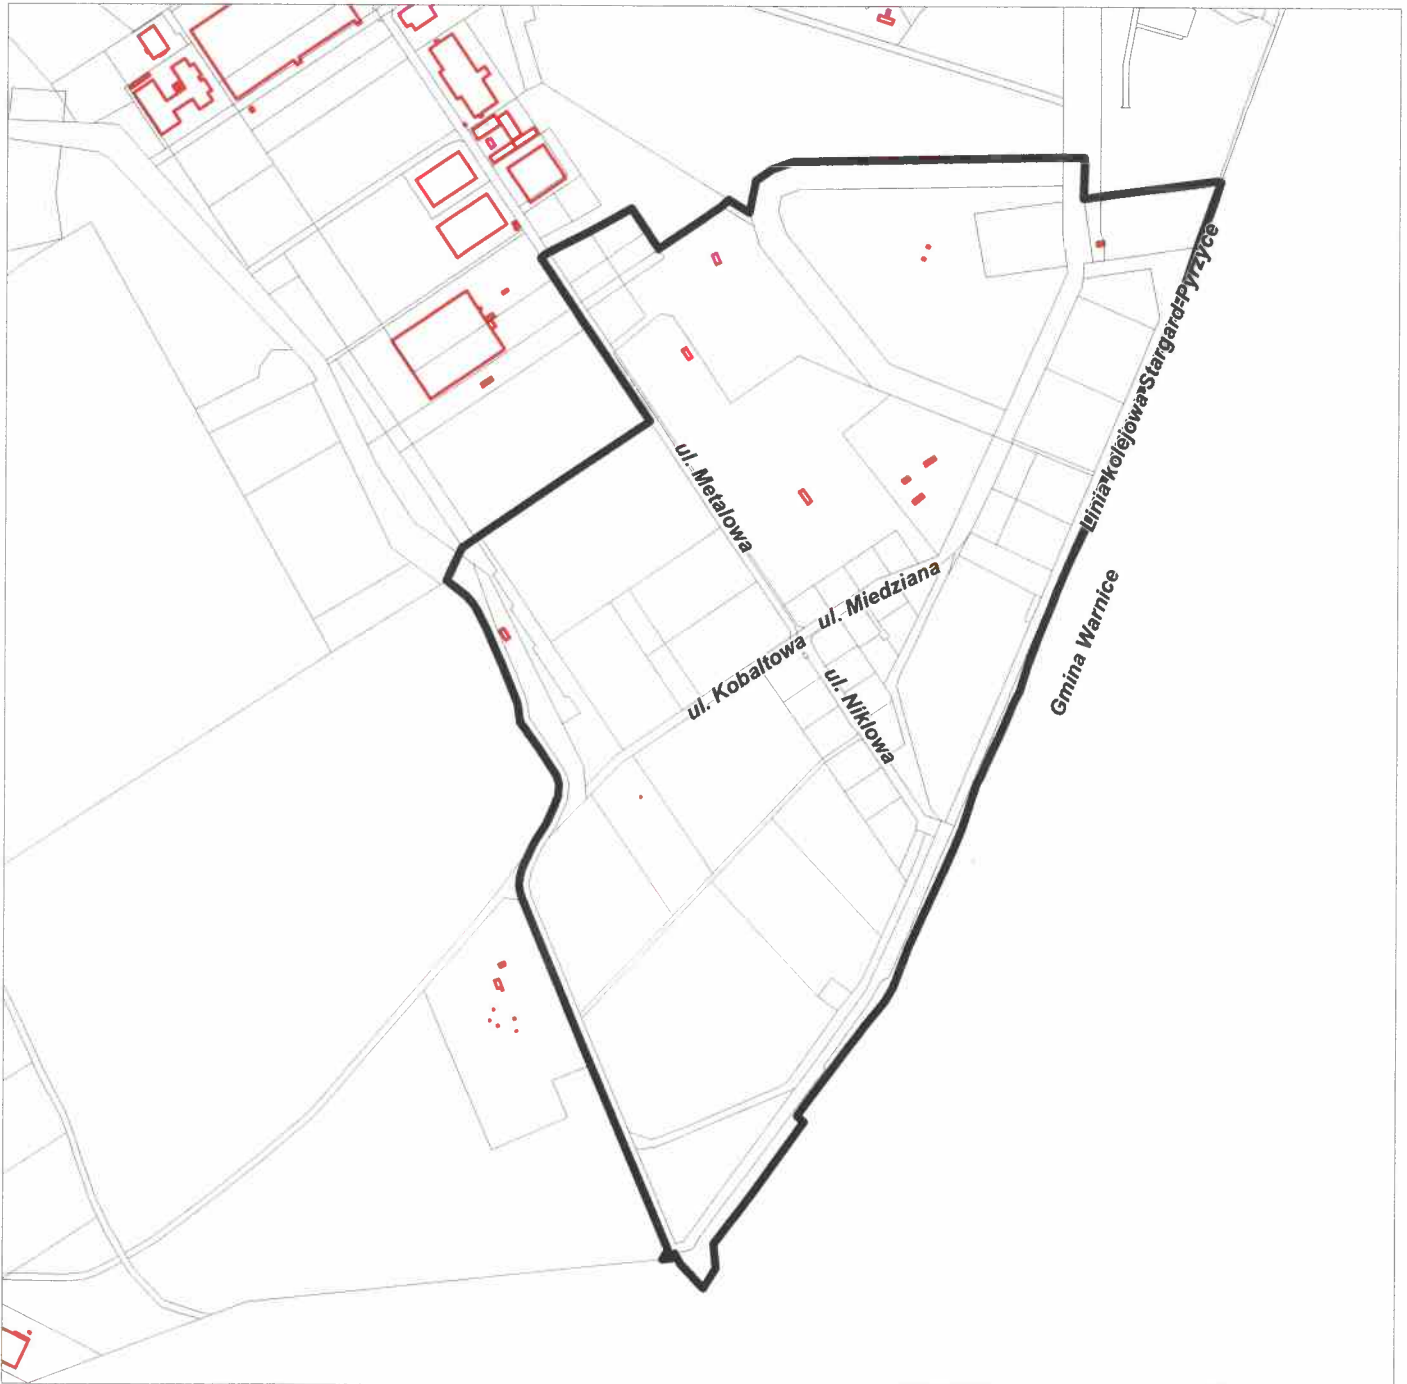 Linia kolejowa Stargard-Pyrzyce
ul. Metalowa
ul. Miedziana
Gmina Warnice
ul. Kobaltowa
ul. Niklowa